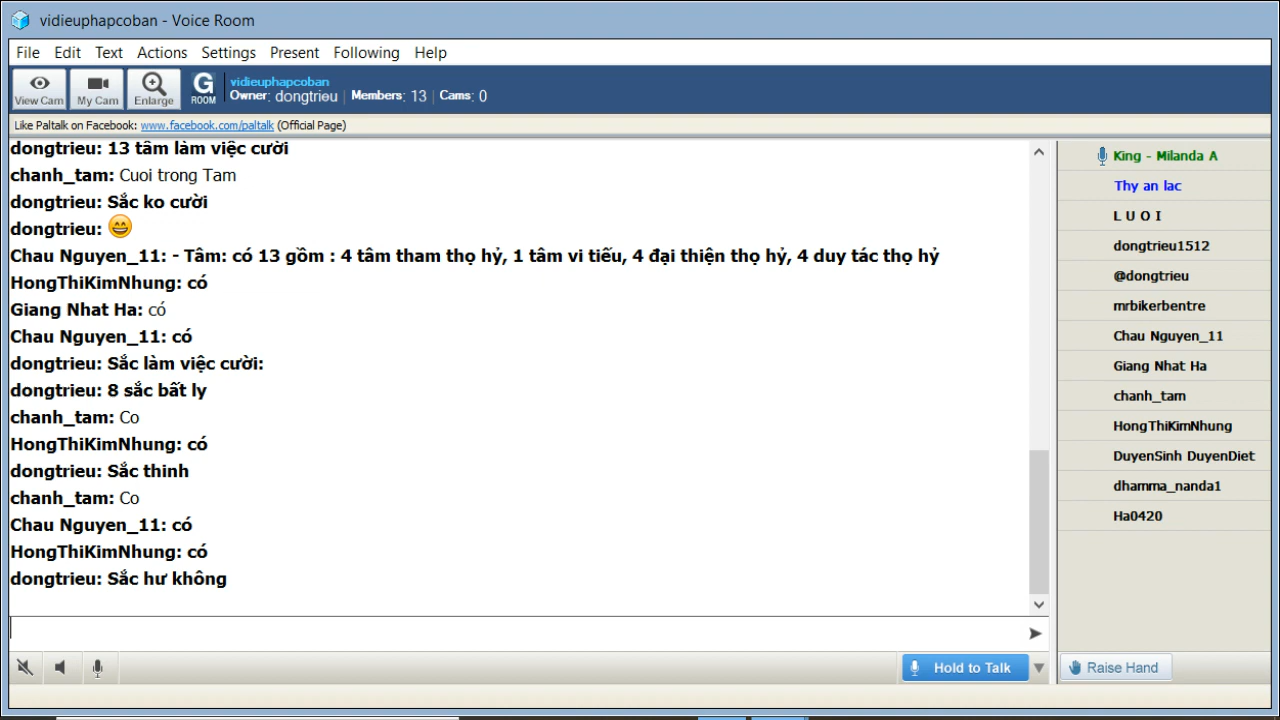 vidieuphapcoban - Voice Room
File Edit Text Actions Settings Present Following Help
View Cam My Cam Enlarge G ROOM
vidieuphapcoban
Owner: dongtrieu | Members: 13 | Cams: 0
Like Paltalk on Facebook: www.facebook.com/paltalk (Official Page)
dongtrieu: 13 tâm làm việc cười
chanh_tam: Cuoi trong Tam
dongtrieu: Sắc ko cười
dongtrieu: 😄
Chau Nguyen_11: - Tâm: có 13 gồm : 4 tâm tham thọ hỷ, 1 tâm vi tiếu, 4 đại thiện thọ hỷ, 4 duy tác thọ hỷ
HongThiKimNhung: có
Giang Nhat Ha: có
Chau Nguyen_11: có
dongtrieu: Sắc làm việc cười:
dongtrieu: 8 sắc bất ly
chanh_tam: Co
HongThiKimNhung: có
dongtrieu: Sắc thinh
chanh_tam: Co
Chau Nguyen_11: có
HongThiKimNhung: có
dongtrieu: Sắc hư không
Hold to Talk
King - Milanda A
Thy an lac
L U O I
dongtrieu1512
@dongtrieu
mrbikerbentre
Chau Nguyen_11
Giang Nhat Ha
chanh_tam
HongThiKimNhung
DuyenSinh DuyenDiet
dhamma_nanda1
Ha0420
Raise Hand